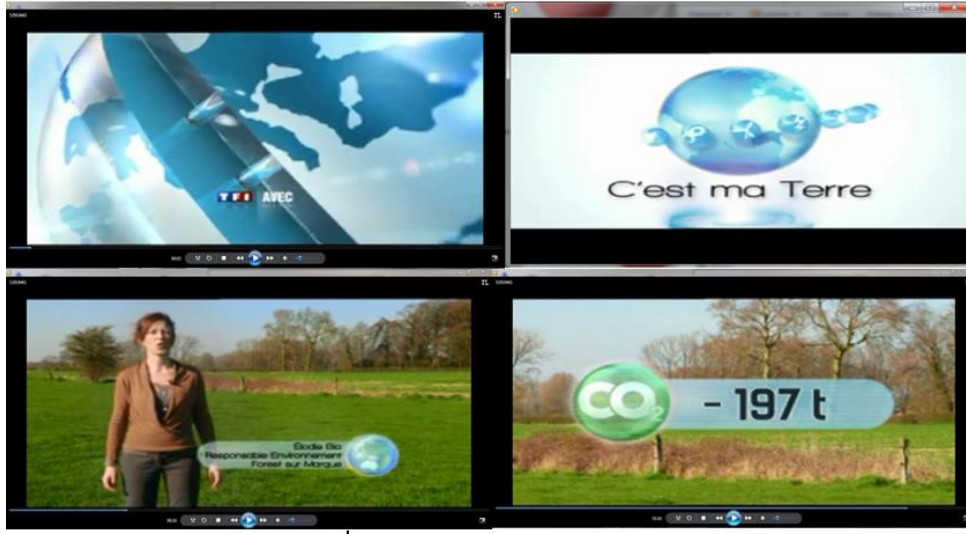 TF1 AVEC
C'est ma Terre
Élodie Bio
Responsable Environnement
Forest sur Marque
CO2 - 197 t